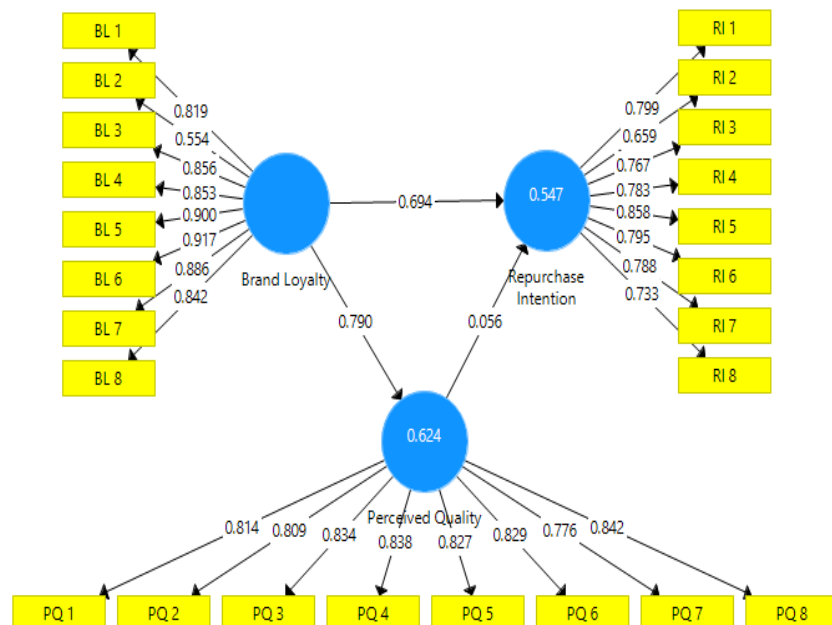 BL 1
BL 2
BL 3
BL 4
BL 5
BL 6
BL 7
BL 8
0.819
0.554
0.856
0.853
0.900
0.917
0.886
0.842
Brand Loyalty
0.694
0.790
0.056
0.547
Repurchase
Intention
0.799
0.659
0.767
0.783
0.858
0.795
0.788
0.733
RI 1
RI 2
RI 3
RI 4
RI 5
RI 6
RI 7
RI 8
0.624
Perceived Quality
0.814
0.809
0.834
0.838
0.827
0.829
0.776
0.842
PQ 1
PQ 2
PQ 3
PQ 4
PQ 5
PQ 6
PQ 7
PQ 8